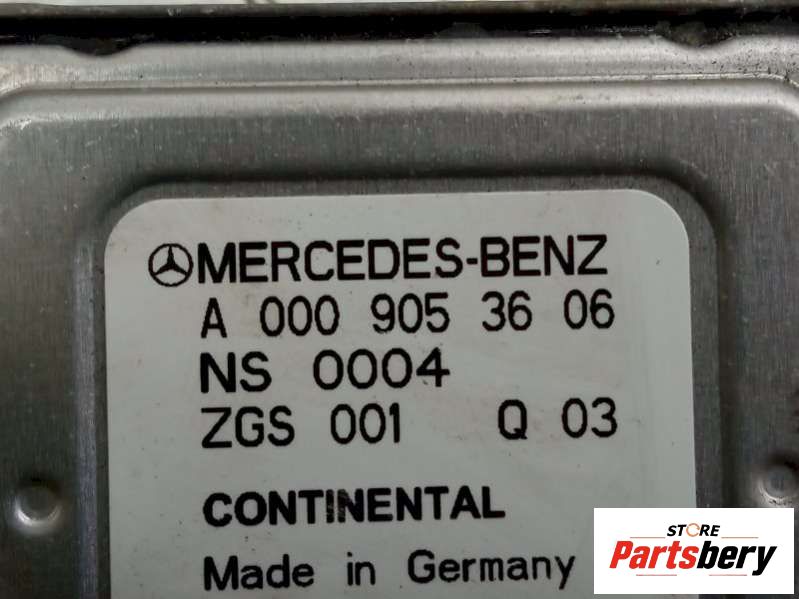 MERCEDES-BENZ
A 000 905 36 06
NS 0004
ZGS 001 Q 03
CONTINENTAL
Made in Germany
STORE
Partsbery